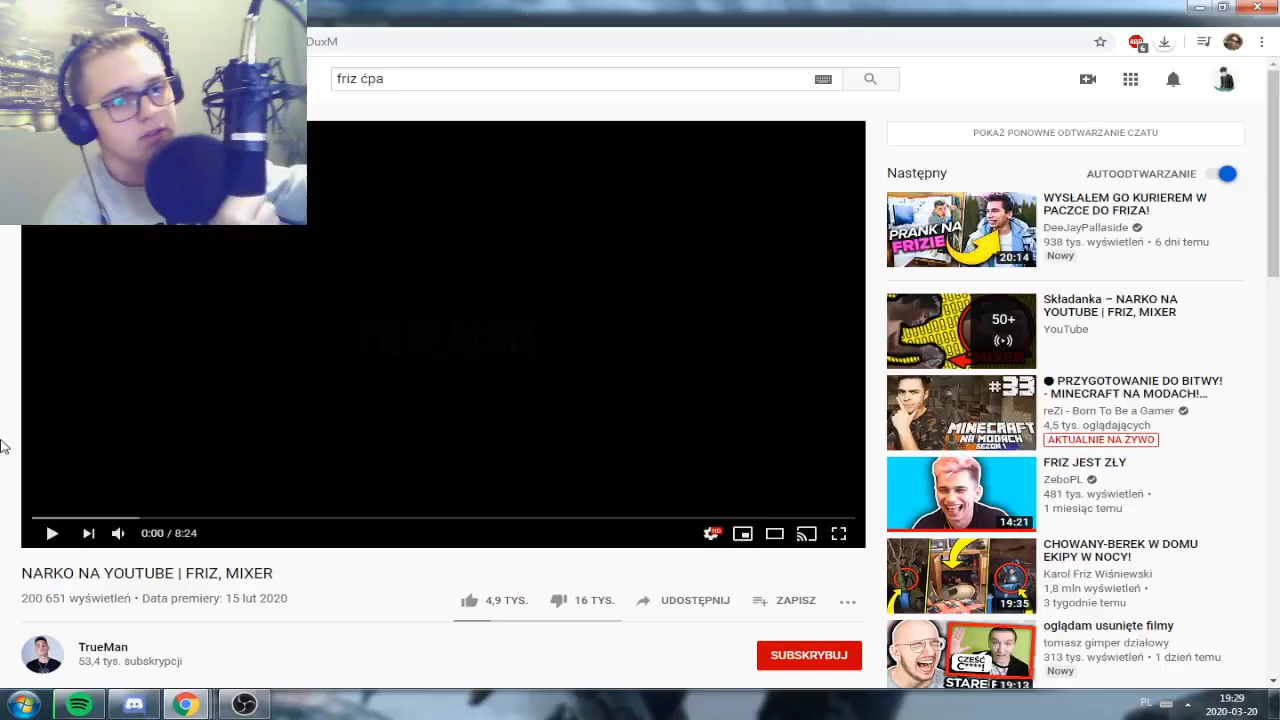 DuxM
6
friz ćpa
POKAŻ PONOWNE ODTWARZANIE CZATU
Następny
AUTOODTWARZANIE
PRANK NA
FRIZIE
20:14
WYSŁAŁEM GO KURIEREM W
PACZCE DO FRIZA!
DeeJayPallaside
938 tys. wyświetleń • 6 dni temu
Nowy
50+
MIXER
Składanka – NARKO NA
YOUTUBE | FRIZ, MIXER
YouTube
#33
MINECRAFT
NA MODACH
SEZON 1
PRZYGOTOWANIE DO BITWY!
- MINECRAFT NA MODACH!...
reZi - Born To Be a Gamer
4,5 tys. oglądających
AKTUALNIE NA ŻYWO
14:21
FRIZ JEST ZŁY
ZeboPL
481 tys. wyświetleń •
1 miesiąc temu
19:35
CHOWANY-BEREK W DOMU
EKIPY W NOCY!
Karol Friz Wiśniewski
1,8 mln wyświetleń •
3 tygodnie temu
CZEŚĆ
STARE
19:13
oglądam usunięte filmy
tomasz gimper działowy
313 tys. wyświetleń • 1 dzień temu
Nowy
TRUEMAN
0:00 / 8:24
HD
NARKO NA YOUTUBE | FRIZ, MIXER
200 651 wyświetleń • Data premiery: 15 lut 2020
4,9 TYS.
16 TYS.
UDOSTĘPNIJ
ZAPISZ
TrueMan
53,4 tys. subskrypcji
SUBSKRYBUJ
PL
19:29
2020-03-20